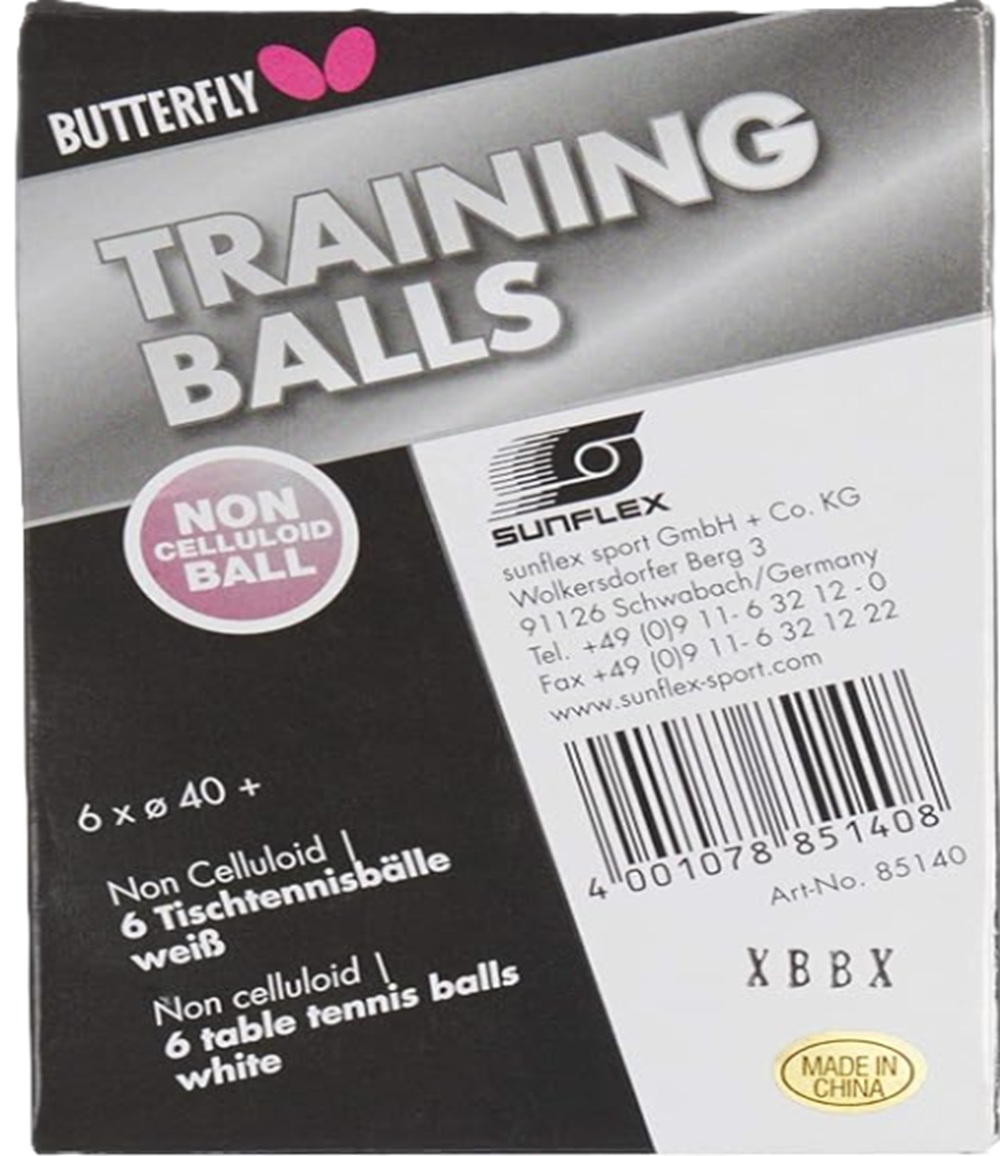 BUTTERFLY
TRAINING
BALLS
NON
CELLULOID
BALL
SUNFLEX
sunflex sport GmbH + Co. KG
Wolkersdorfer Berg 3
91126 Schwabach/Germany
Tel. +49 (0)9 11- 6 32 12 - 0
Fax +49 (0)9 11- 6 32 12 22
www.sunflex-sport.com
4 001078 851408
Art-No. 85140
X B B X
MADE IN
CHINA
6 x ø 40 +
Non Celluloid \
6 Tischtennisbälle
weiß
Non celluloid \
6 table tennis balls
white